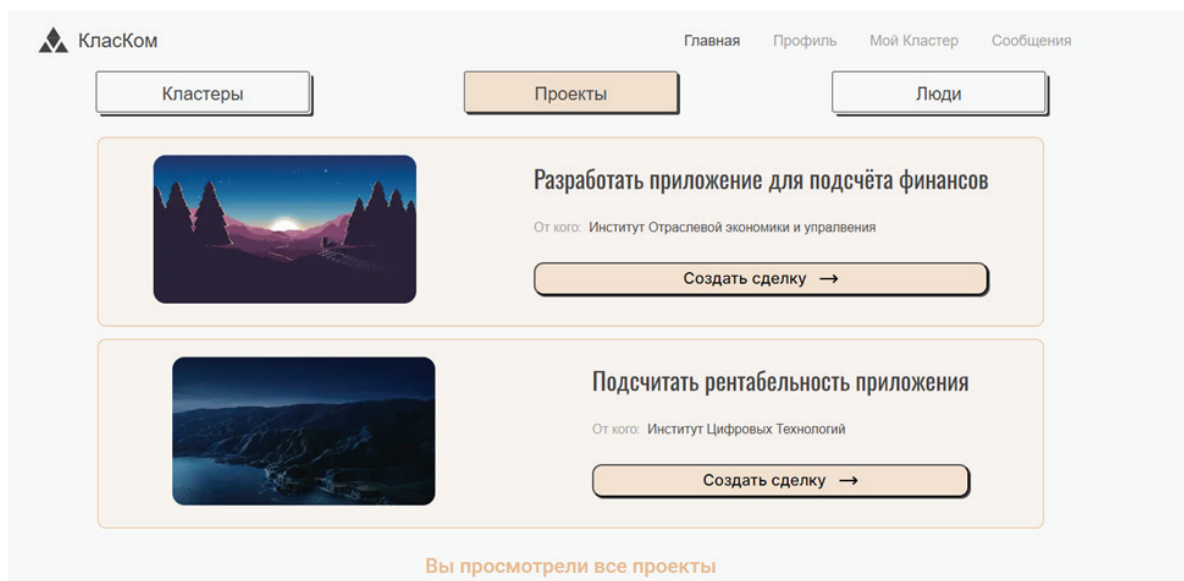 КласКом
Главная Профиль Мой Кластер Сообщения
Кластеры Проекты Люди
Разработать приложение для подсчёта финансов
От кого: Институт Отраслевой экономики и упралвения
Создать сделку →
Подсчитать рентабельность приложения
От кого: Институт Цифровых Технологий
Создать сделку →
Вы просмотрели все проекты